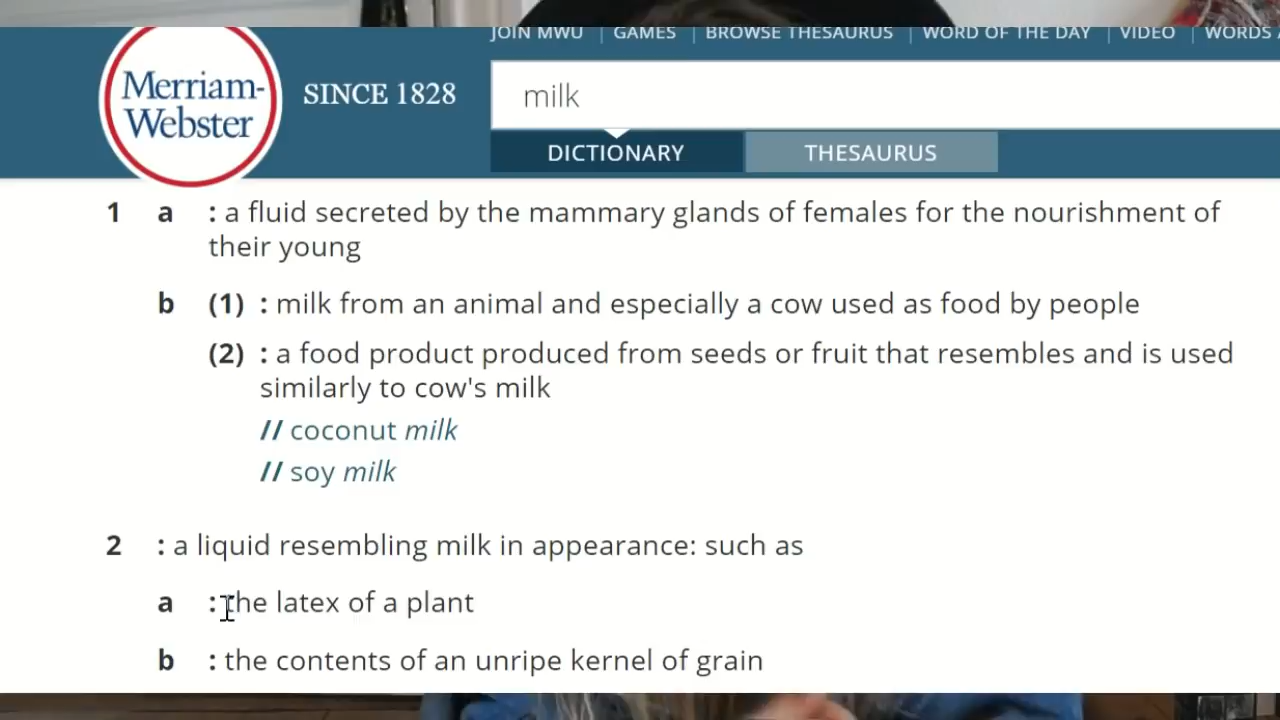 JOIN MWU | GAMES | BROWSE THESAURUS | WORD OF THE DAY | VIDEO | WORDS
Merriam-
Webster
SINCE 1828
milk
DICTIONARY
THESAURUS
1 a : a fluid secreted by the mammary glands of females for the nourishment of
their young
b (1) : milk from an animal and especially a cow used as food by people
(2) : a food product produced from seeds or fruit that resembles and is used
similarly to cow's milk
// coconut milk
// soy milk
2 : a liquid resembling milk in appearance: such as
a : the latex of a plant
b : the contents of an unripe kernel of grain